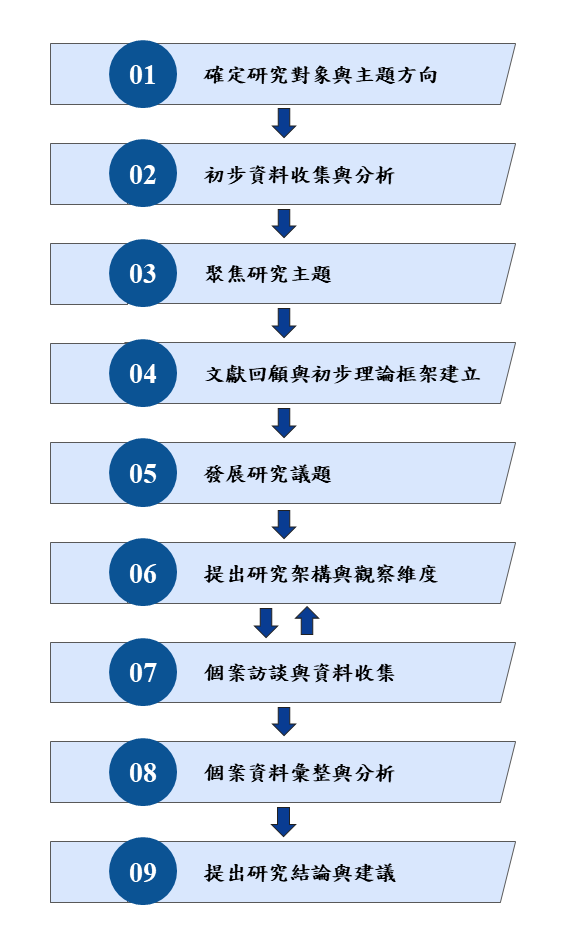 01 確定研究對象與主題方向
02 初步資料收集與分析
03 聚焦研究主題
04 文獻回顧與初步理論框架建立
05 發展研究議題
06 提出研究架構與觀察維度
07 個案訪談與資料收集
08 個案資料彙整與分析
09 提出研究結論與建議